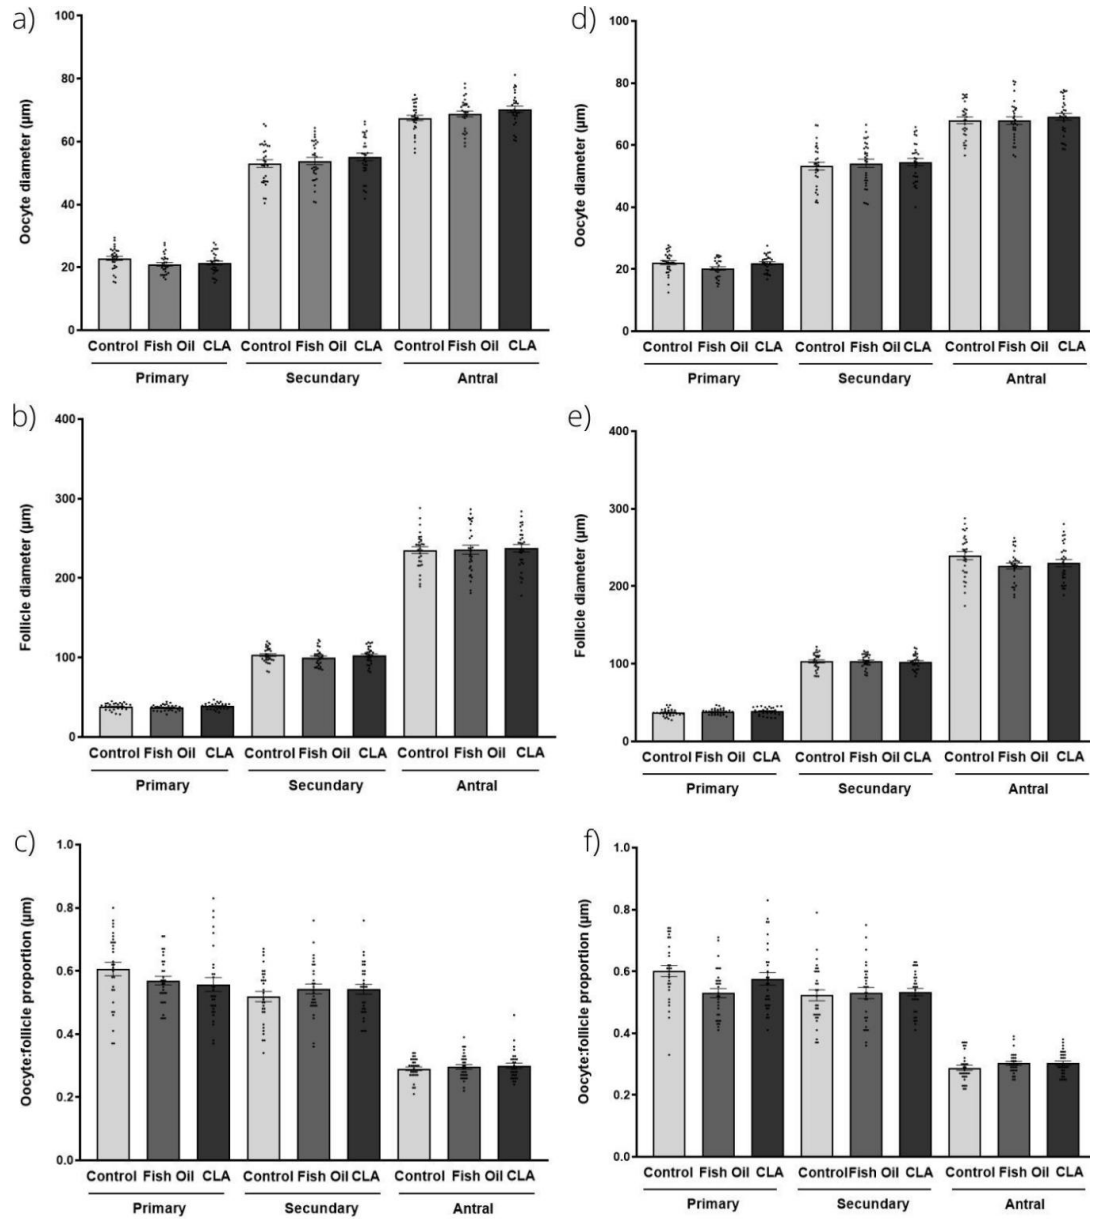 a)
Oocyte diameter (µm)
100
80
60
40
20
0
Control Fish Oil CLA Control Fish Oil CLA Control Fish Oil CLA
Primary Secundary Antral
d)
Oocyte diameter (µm)
100
80
60
40
20
0
Control Fish Oil CLA Control Fish Oil CLA Control Fish Oil CLA
Primary Secundary Antral
b)
Follicle diameter (µm)
400
300
200
100
0
Control Fish Oil CLA Control Fish Oil CLA Control Fish Oil CLA
Primary Secundary Antral
e)
Follicle diameter (µm)
400
300
200
100
0
Control Fish Oil CLA Control Fish Oil CLA Control Fish Oil CLA
Primary Secundary Antral
c)
Oocyte:follicle proportion (µm)
1.0
0.8
0.6
0.4
0.2
0.0
Control Fish Oil CLA Control Fish Oil CLA Control Fish Oil CLA
Primary Secundary Antral
f)
Oocyte:follicle proportion (µm)
1.0
0.8
0.6
0.4
0.2
0.0
Control Fish Oil CLA Control Fish Oil CLA Control Fish Oil CLA
Primary Secundary Antral